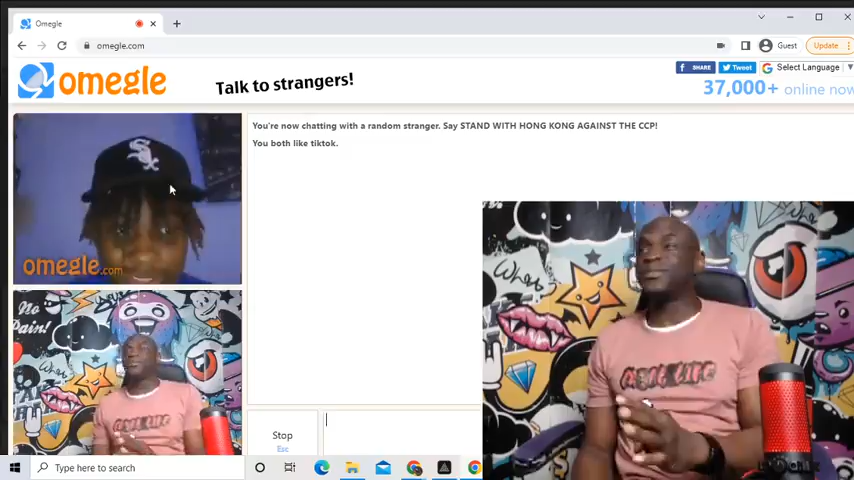 Omegle
omegle.com
Guest
Update
omegle
Talk to strangers!
SHARE
Tweet
Select Language
37,000+ online now
You're now chatting with a random stranger. Say STAND WITH HONG KONG AGAINST THE CCP!
You both like tiktok.
omegle.com
No
Pain!
Stop
Esc
Type here to search